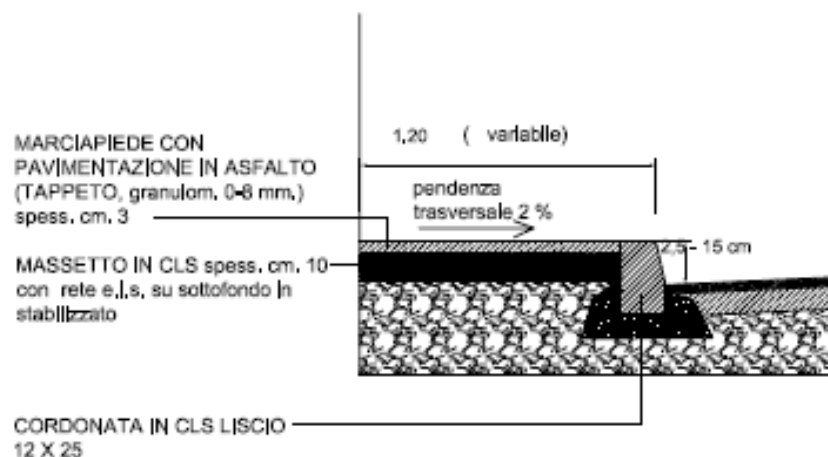 1,20 ( variabile)
MARCIAPIEDE CON
PAVIMENTAZIONE IN ASFALTO
(TAPPETO, granulom. 0-8 mm.)
spess. cm. 3
pendenza
trasversale 2 %
2,5 - 15 cm
MASSETTO IN CLS spess. cm. 10
con rete e.l.s. su sottofondo in
stabilizzato
CORDONATA IN CLS LISCIO
12 X 25